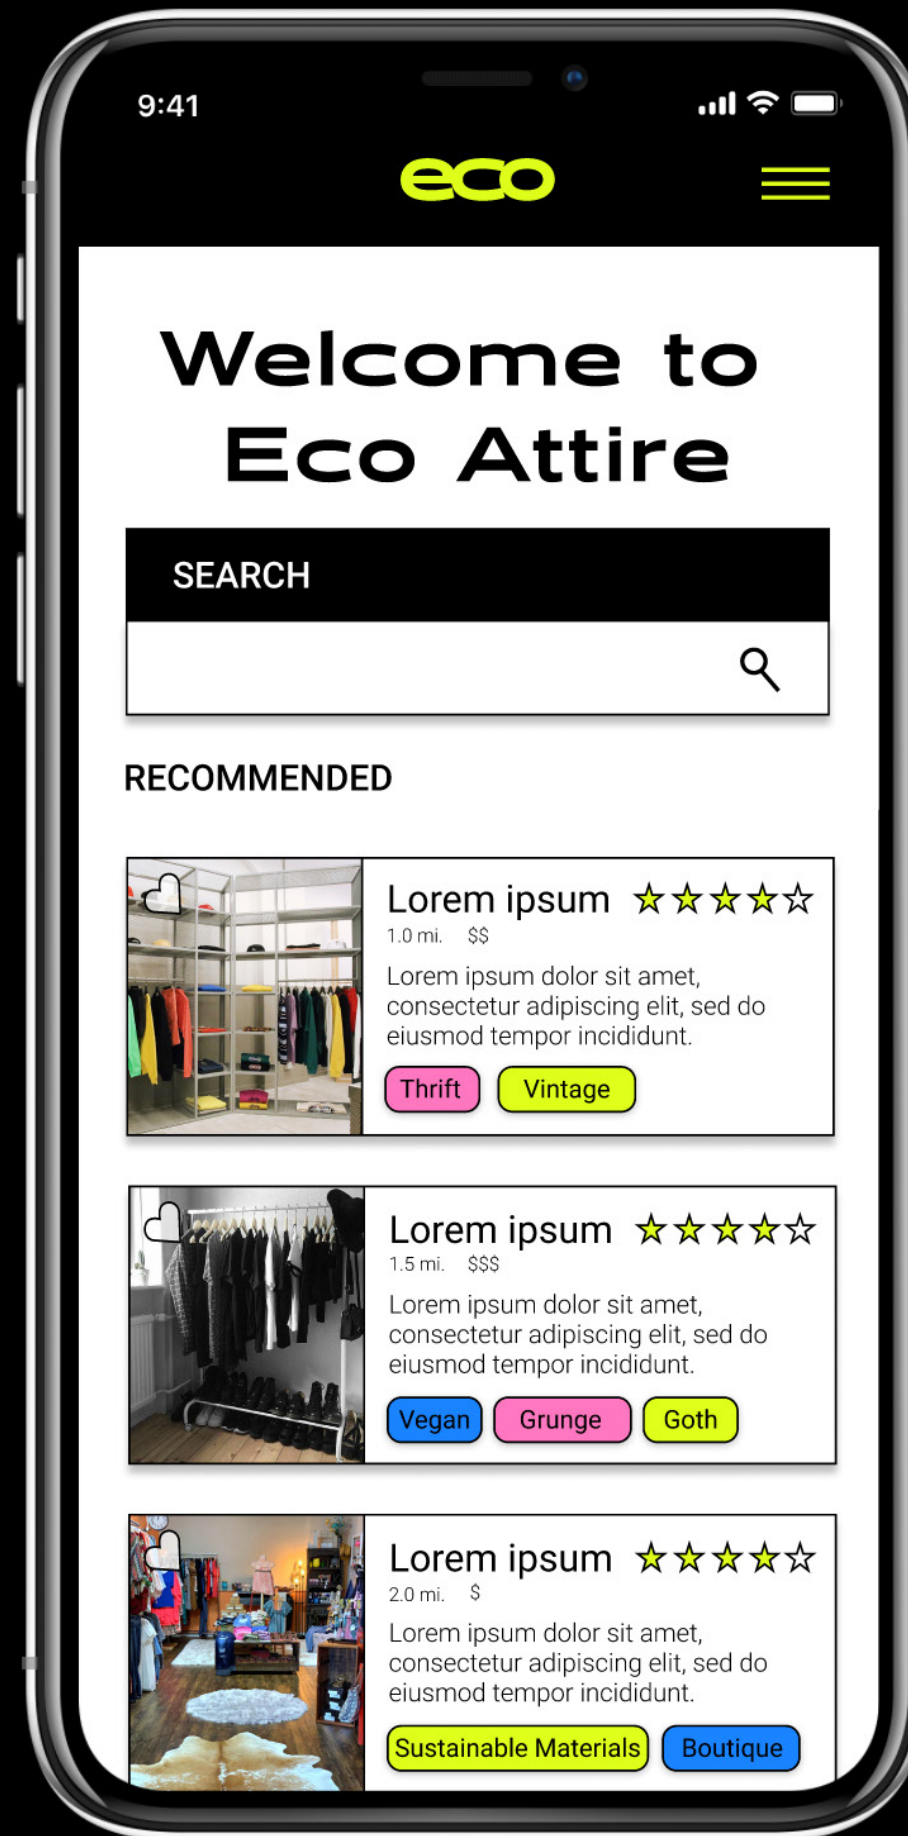 9:41
eco
Welcome to
Eco Attire
SEARCH
RECOMMENDED
Lorem ipsum
1.0 mi. $$
Lorem ipsum dolor sit amet,
consectetur adipiscing elit, sed do
eiusmod tempor incididunt.
Thrift Vintage
Lorem ipsum
1.5 mi. $$$
Lorem ipsum dolor sit amet,
consectetur adipiscing elit, sed do
eiusmod tempor incididunt.
Vegan Grunge Goth
Lorem ipsum
2.0 mi. $
Lorem ipsum dolor sit amet,
consectetur adipiscing elit, sed do
eiusmod tempor incididunt.
Sustainable Materials Boutique